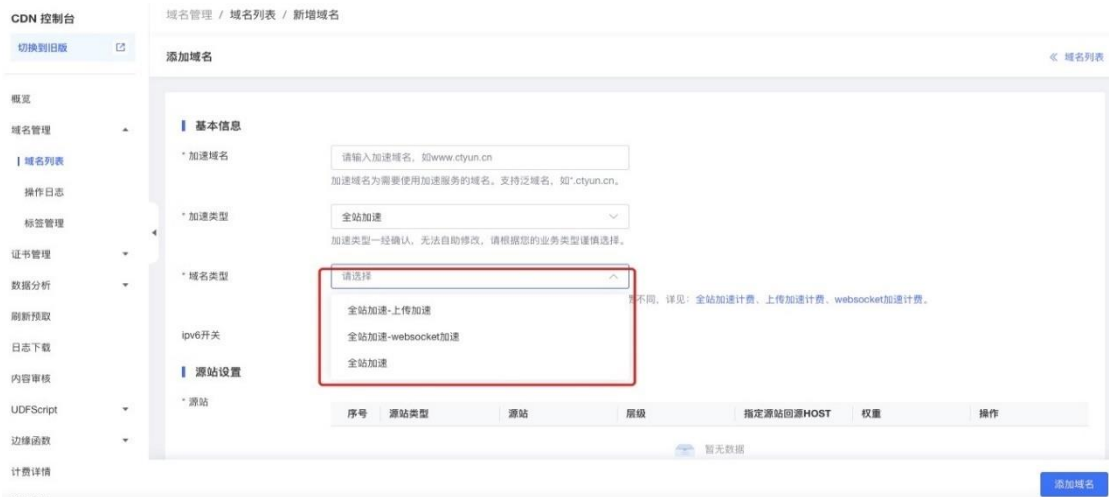 CDN 控制台
切换到旧版
概览
域名管理
域名列表
操作日志
标签管理
证书管理
数据分析
刷新预取
日志下载
内容审核
UDFScript
边缘函数
计费详情
域名管理 / 域名列表 / 新增域名
添加域名
《 域名列表
基本信息
* 加速域名
请输入加速域名，如www.ctyun.cn
加速域名为需要使用加速服务的域名。支持泛域名，如*.ctyun.cn。
* 加速类型
全站加速
加速类型一经确认，无法自助修改，请根据您的业务类型谨慎选择。
* 域名类型
请选择
不同，详见：全站加速计费、上传加速计费、websocket加速计费。
全站加速-上传加速
全站加速-websocket加速
全站加速
ipv6开关
源站设置
* 源站
序号 源站类型 源站 层级 指定源站回源HOST 权重 操作
暂无数据
添加域名